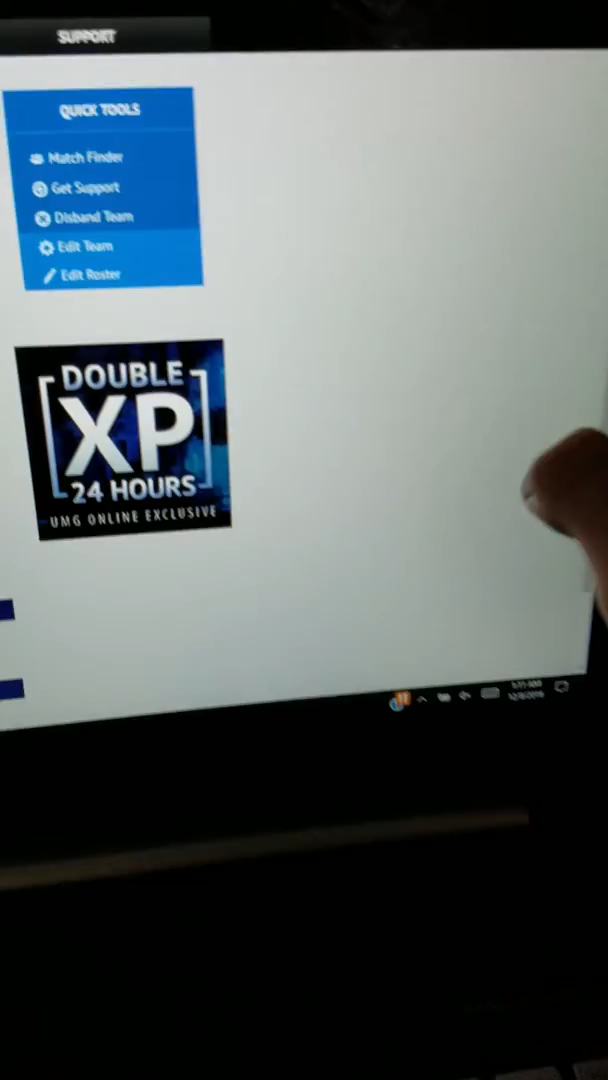 SUPPORT
QUICK TOOLS
Match Finder
Get Support
Disband Team
Edit Team
Edit Roster
DOUBLE
XP
24 HOURS
UMG ONLINE EXCLUSIVE